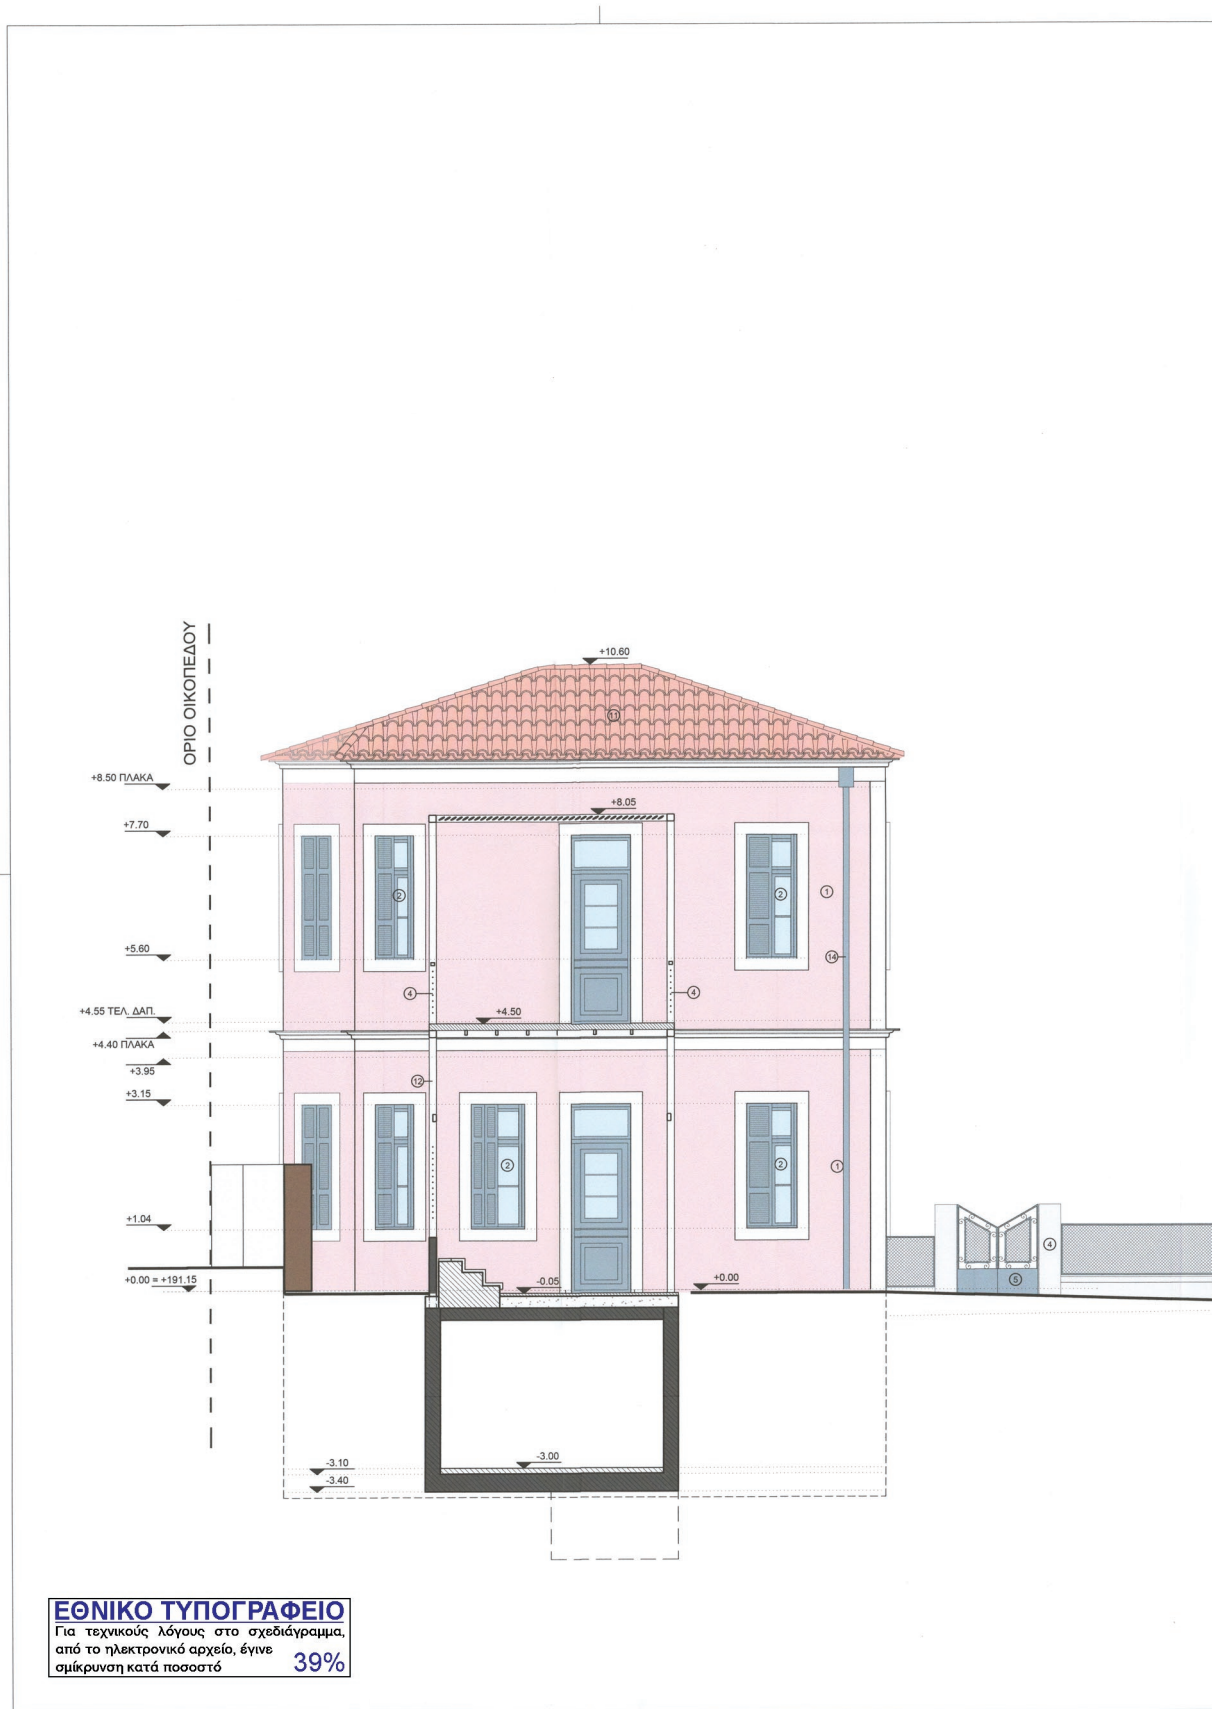 ΟΡΙΟ ΟΙΚΟΠΕΔΟΥ
+10.60
11
+8.50 ΠΛΑΚΑ
+8.05
+7.70
2
2
1
+5.60
14
4
4
+4.55 ΤΕΛ. ΔΑΠ.
+4.50
+4.40 ΠΛΑΚΑ
+3.95
12
+3.15
2
2
1
+1.04
4
+0.00 = +191.15
-0.05
+0.00
5
-3.10
-3.00
-3.40
ΕΘΝΙΚΟ ΤΥΠΟΓΡΑΦΕΙΟ
Για τεχνικούς λόγους στο σχεδιάγραμμα,
από το ηλεκτρονικό αρχείο, έγινε
σμίκρυνση κατά ποσοστό 39%